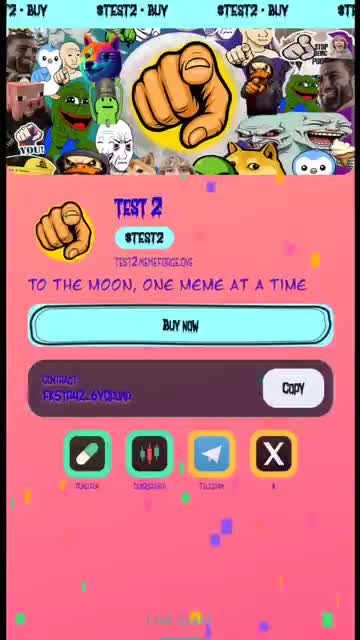 T2 • BUY $TEST2 • BUY $TEST2 • BUY $T
STOP
YOU!
TEST 2
$TEST2
TEST2.MEMEFORGE.ONE
TO THE MOON, ONE MEME AT A TIME
BUY NOW
CONTRACT
COPY
TELEGRAM
X